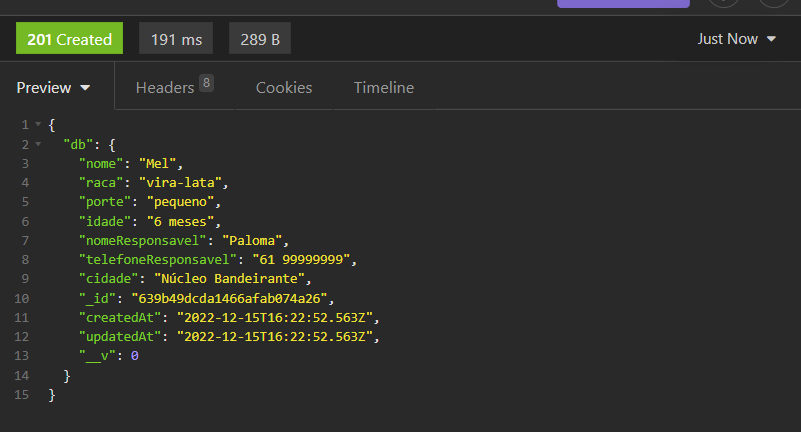 201 Created 191 ms 289 B Just Now
Preview Headers 8 Cookies Timeline
1 {
2 "db": {
3 "nome": "Mel",
4 "raca": "vira-lata",
5 "porte": "pequeno",
6 "idade": "6 meses",
7 "nomeResponsavel": "Paloma",
8 "telefoneResponsavel": "61 99999999",
9 "cidade": "Núcleo Bandeirante",
10 "_id": "639b49dcda1466afab074a26",
11 "createdAt": "2022-12-15T16:22:52.563Z",
12 "updatedAt": "2022-12-15T16:22:52.563Z",
13 "__v": 0
14 }
15 }